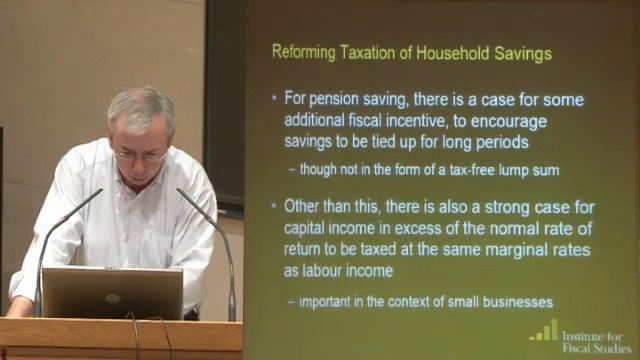 Reforming Taxation of Household Savings
• For pension saving, there is a case for some
additional fiscal incentive, to encourage
savings to be tied up for long periods
– though not in the form of a tax-free lump sum
• Other than this, there is also a strong case for
capital income in excess of the normal rate of
return to be taxed at the same marginal rates
as labour income
– important in the context of small businesses
Institute for
Fiscal Studies